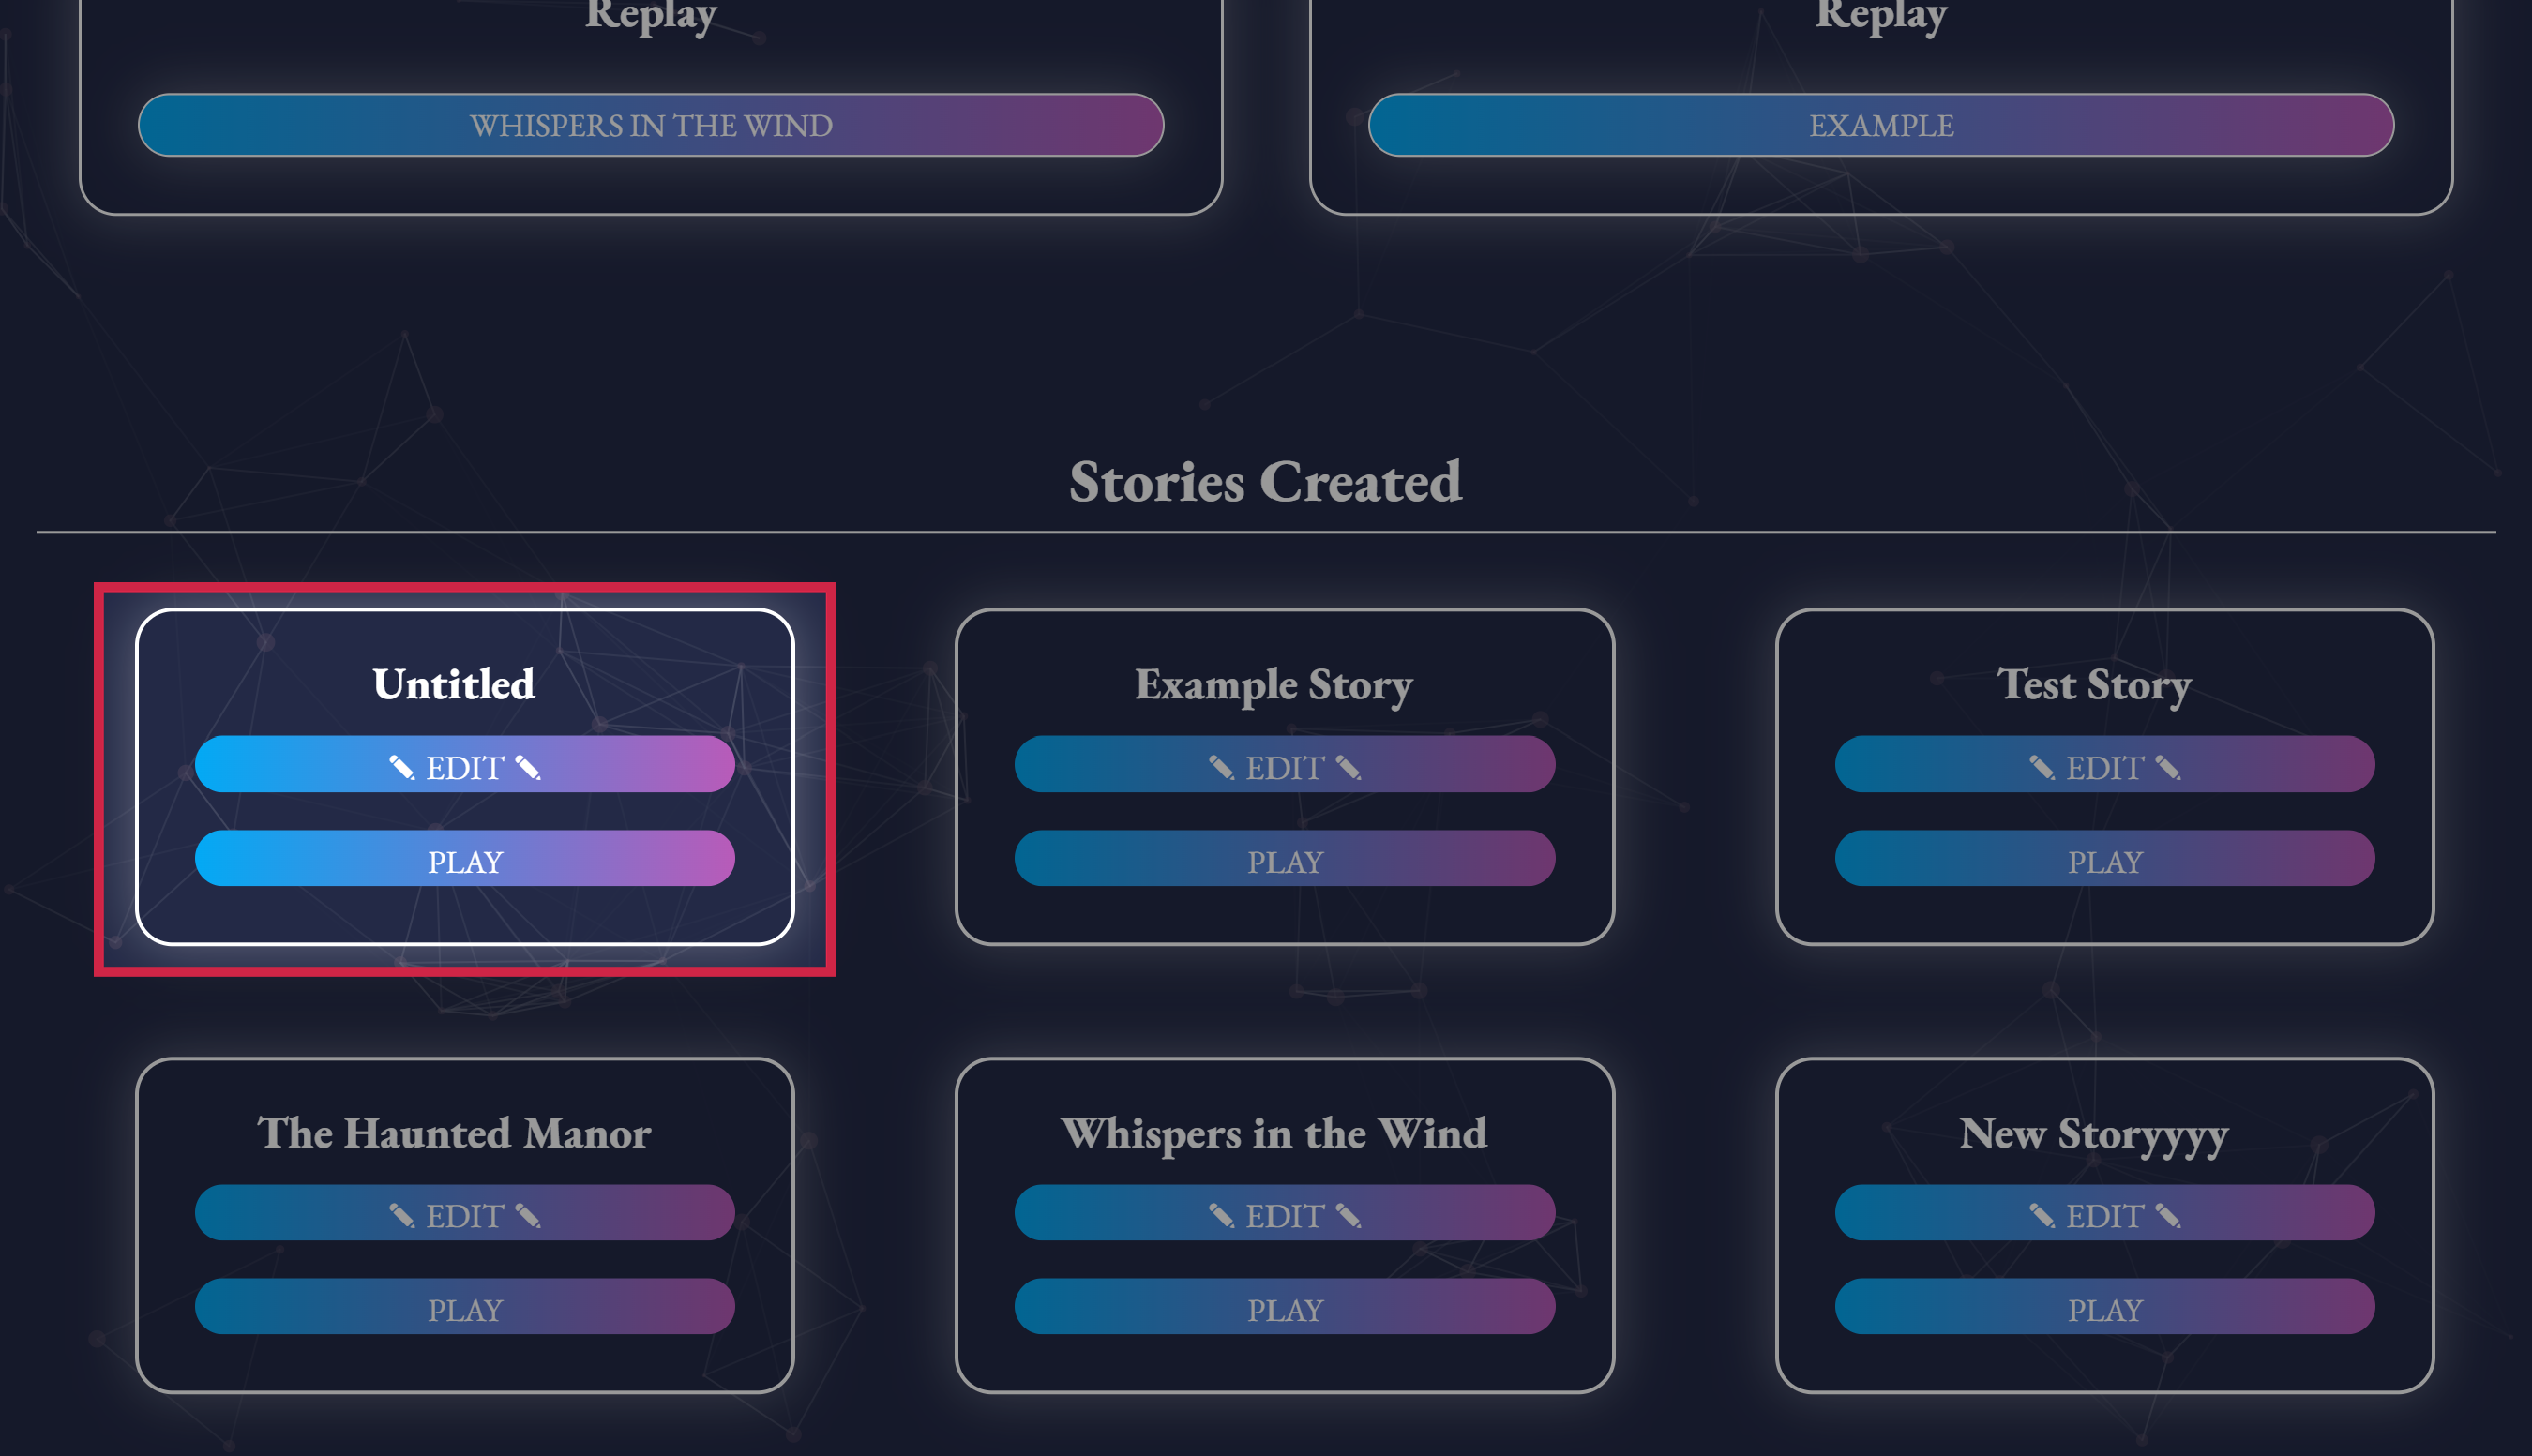 Replay
Replay
WHISPERS IN THE WIND
EXAMPLE
Stories Created
Untitled
EDIT
PLAY
Example Story
EDIT
PLAY
Test Story
EDIT
PLAY
The Haunted Manor
EDIT
PLAY
Whispers in the Wind
EDIT
PLAY
New Storyyyy
EDIT
PLAY